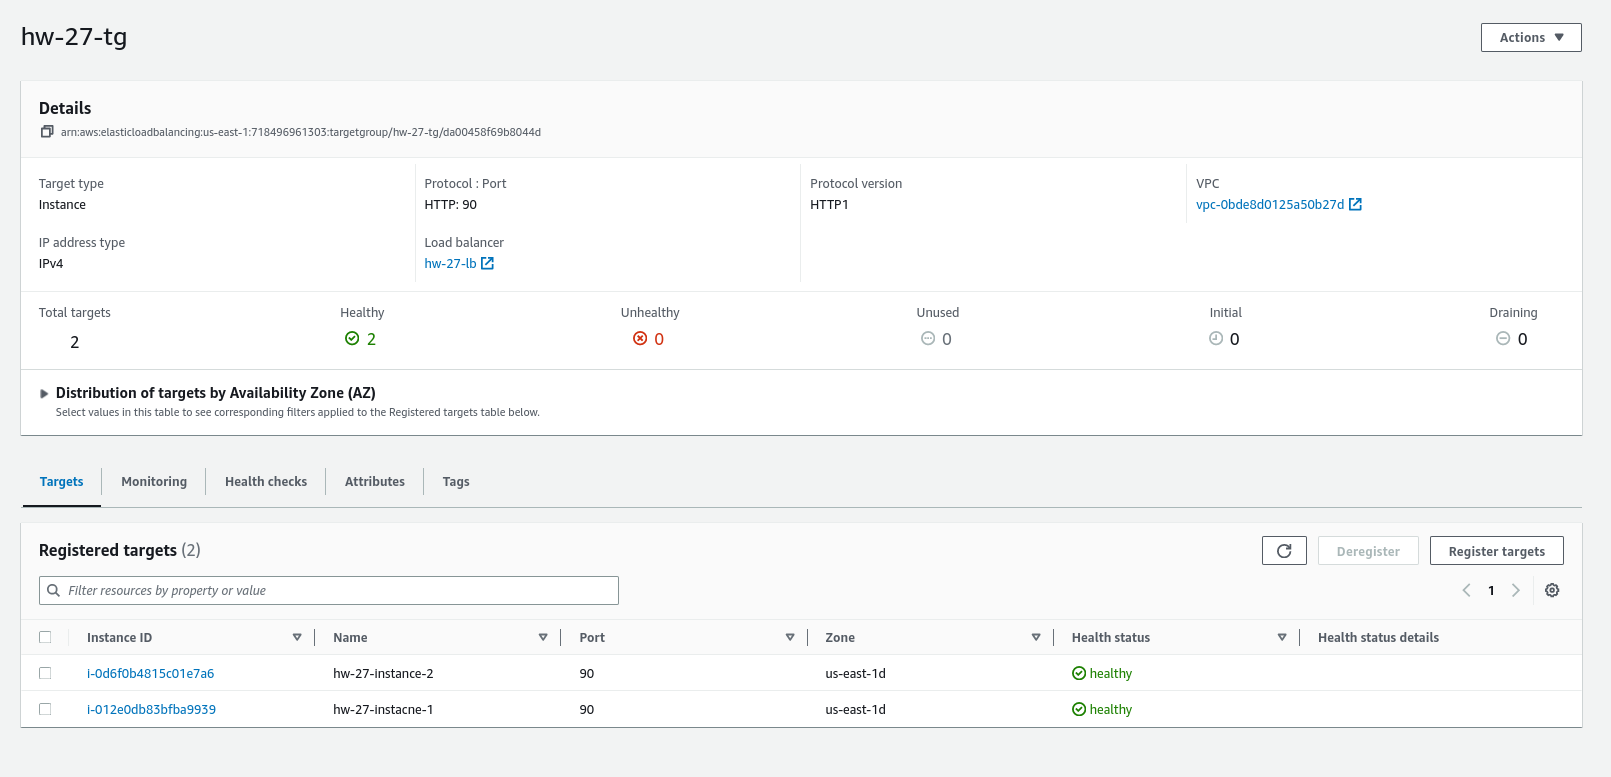 hw-27-tg
Actions
Details
arn:aws:elasticloadbalancing:us-east-1:718496961303:targetgroup/hw-27-tg/da00458f69b8044d
Target type
Instance
Protocol : Port
HTTP: 90
Protocol version
HTTP1
VPC
vpc-0bde8d0125a50b27d
IP address type
IPv4
Load balancer
hw-27-lb
Total targets
2
Healthy
2
Unhealthy
0
Unused
0
Initial
0
Draining
0
Distribution of targets by Availability Zone (AZ)
Select values in this table to see corresponding filters applied to the Registered targets table below.
Targets Monitoring Health checks Attributes Tags
Registered targets (2)
Deregister
Register targets
Filter resources by property or value
1
Instance ID Name Port Zone Health status Health status details
i-0d6f0b4815c01e7a6 hw-27-instance-2 90 us-east-1d healthy
i-012e0db83bfba9939 hw-27-instacne-1 90 us-east-1d healthy